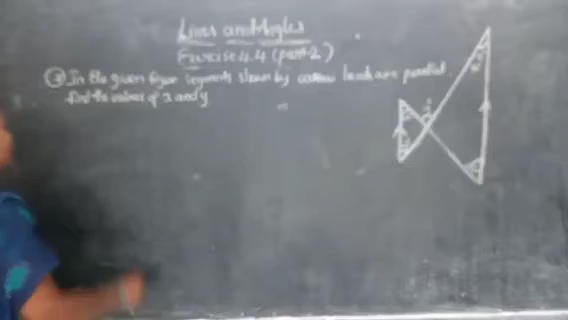 Lines and Angles
Exercise 4.4 (part-2)
In the given figure segments shown by arrow heads are parallel.
find the values of x and y